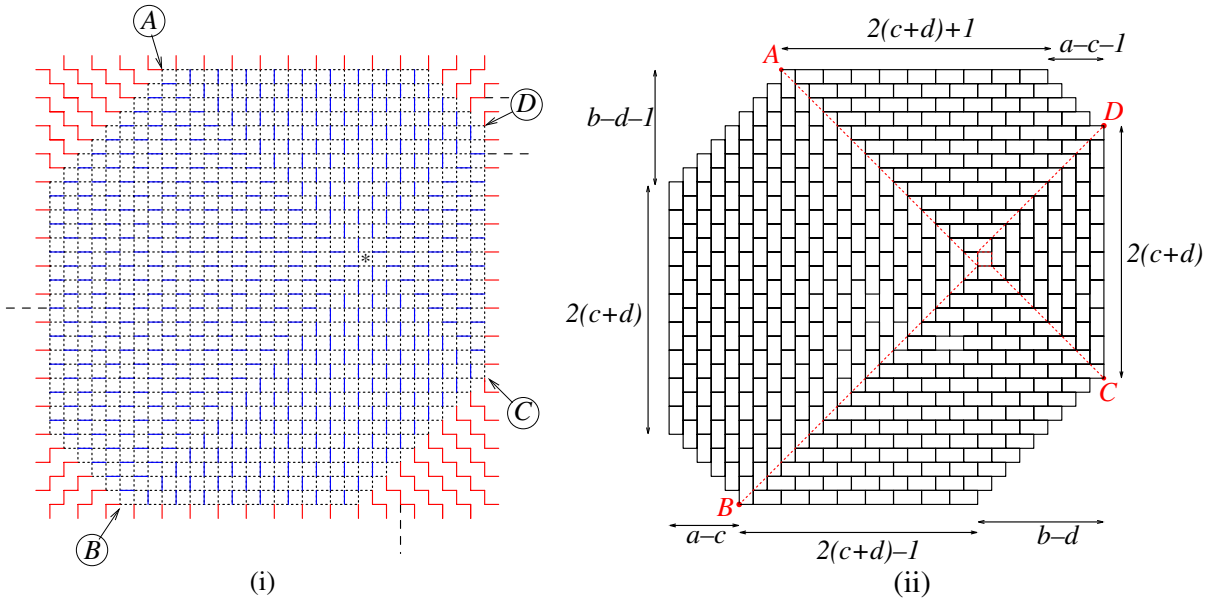 A
D
*
C
B
(i)
2(c+d)+1
a–c–1
A
b–d–1
D
2(c+d)
2(c+d)
C
B
a–c
2(c+d)–1
b–d
(ii)